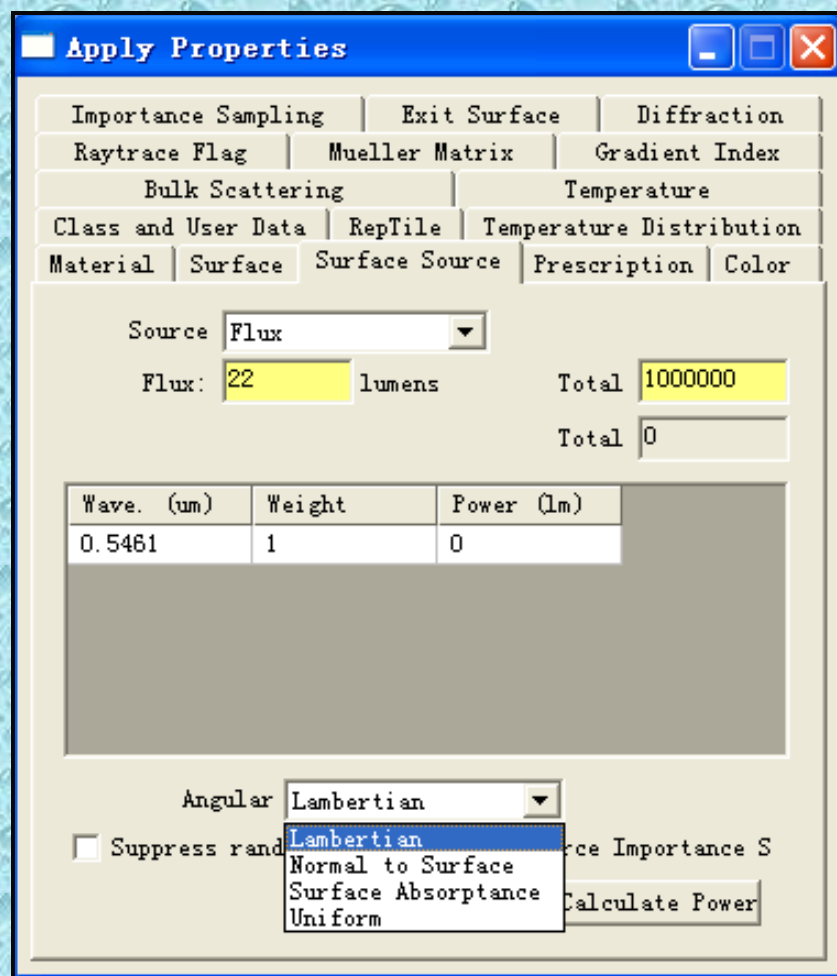 Apply Properties
Importance Sampling Exit Surface Diffraction
Raytrace Flag Mueller Matrix Gradient Index
Bulk Scattering Temperature
Class and User Data RepTile Temperature Distribution
Material Surface Surface Source Prescription Color
Source Flux
Flux: 22 lumens Total 1000000
Total 0
Wave. (um) Weight Power (lm)
0.5461 1 0
Angular Lambertian
Lambertian
Suppress rand rce Importance S
Normal to Surface
Surface Absorptance
Calculate Power
Uniform